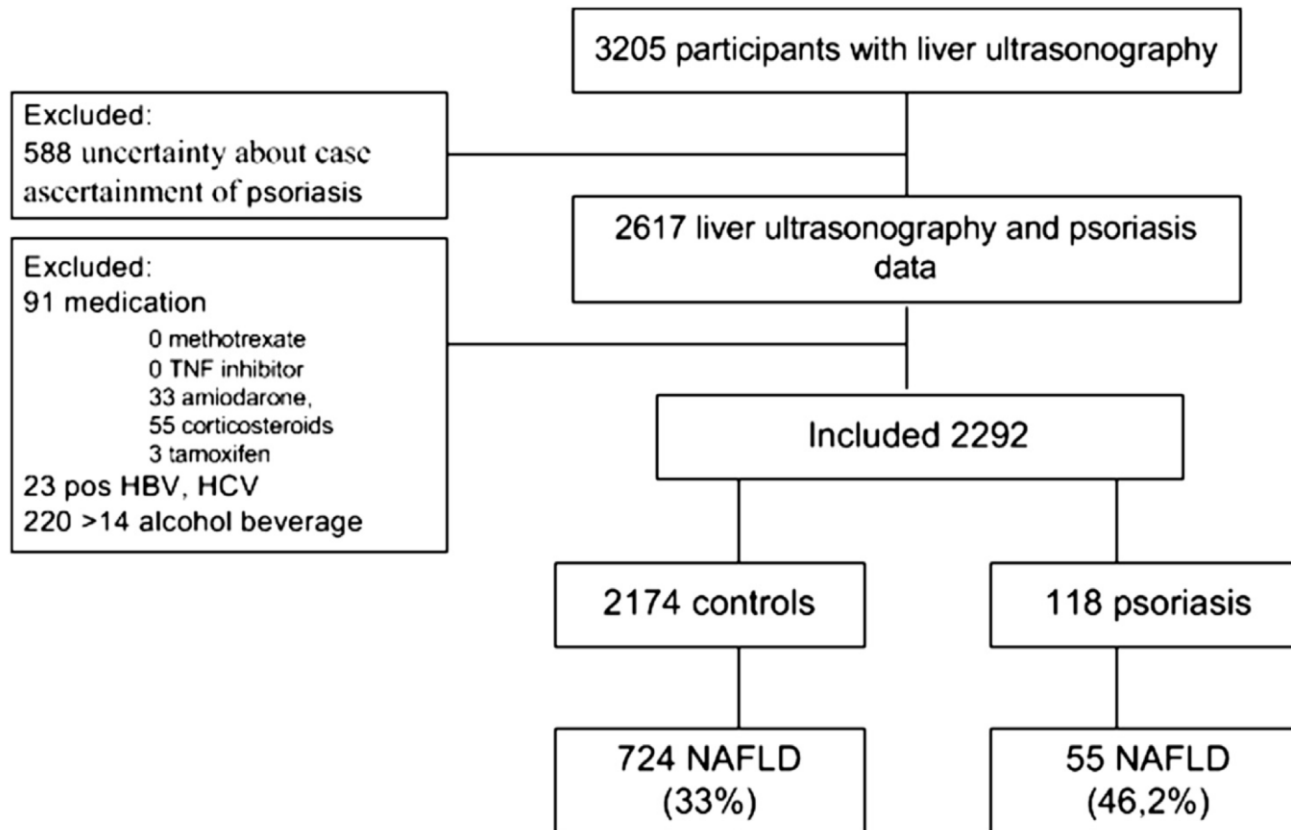 3205 participants with liver ultrasonography
Excluded:
588 uncertainty about case
ascertainment of psoriasis
2617 liver ultrasonography and psoriasis
data
Excluded:
91 medication
0 methotrexate
0 TNF inhibitor
33 amiodarone,
55 corticosteroids
3 tamoxifen
23 pos HBV, HCV
220 >14 alcohol beverage
Included 2292
2174 controls
118 psoriasis
724 NAFLD
(33%)
55 NAFLD
(46,2%)